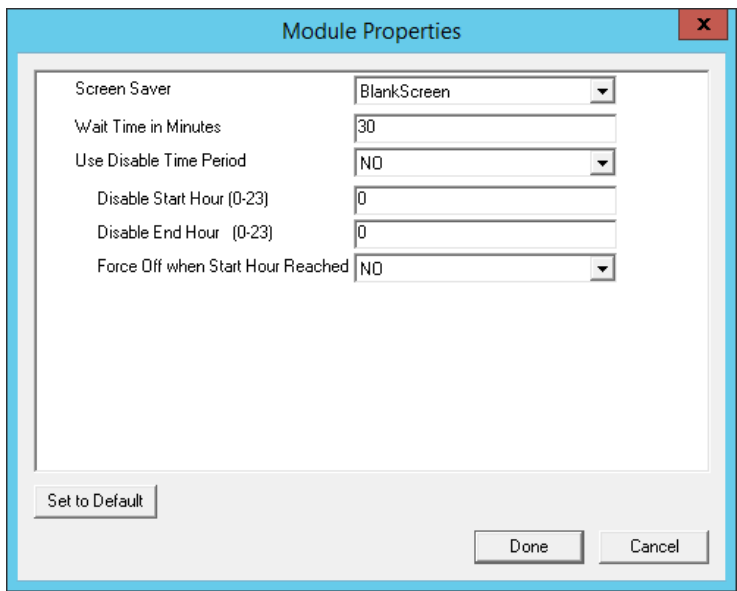 Module Properties
x
Screen Saver BlankScreen
Wait Time in Minutes 30
Use Disable Time Period NO
Disable Start Hour (0-23) 0
Disable End Hour (0-23) 0
Force Off when Start Hour Reached NO
Set to Default
Done Cancel